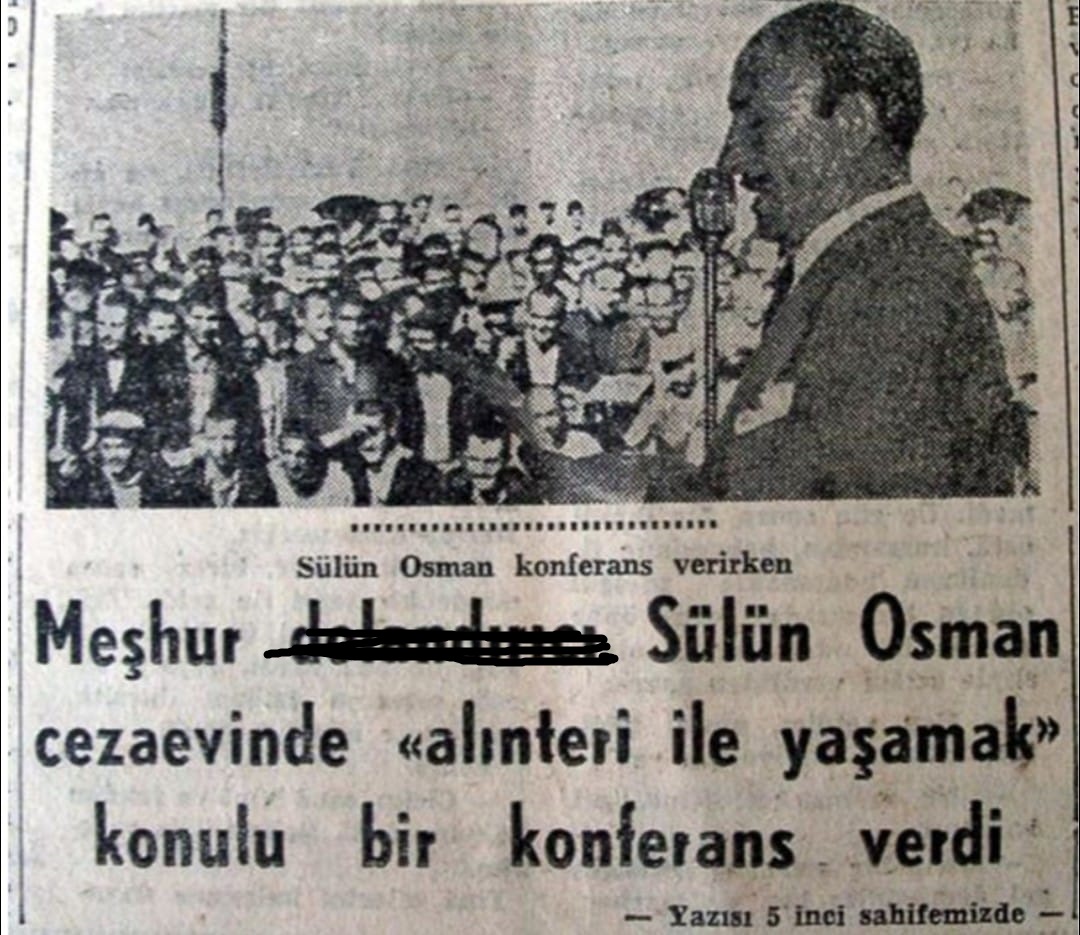 Sülün Osman konferans verirken
Meşhur dolandırıcı Sülün Osman
cezaevinde «alınteri ile yaşamak»
konulu bir konferans verdi
— Yazısı 5 inci sahifemizde —